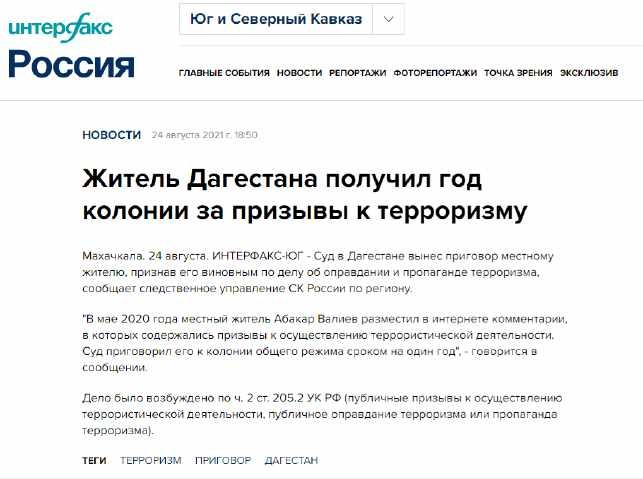 интерфакс
Россия
Юг и Северный Кавказ
ГЛАВНЫЕ СОБЫТИЯ НОВОСТИ РЕПОРТАЖИ ФОТОРЕПОРТАЖИ ТОЧКА ЗРЕНИЯ ЭКСКЛЮЗИВ
НОВОСТИ 24 августа 2021 г. 18:50
Житель Дагестана получил год
колонии за призывы к терроризму
Махачкала. 24 августа. ИНТЕРФАКС-ЮГ - Суд в Дагестане вынес приговор местному
жителю, признав его виновным по делу об оправдании и пропаганде терроризма,
сообщает следственное управление СК России по региону.
"В мае 2020 года местный житель Абакар Валиев разместил в интернете комментарии,
в которых содержались призывы к осуществлению террористической деятельности.
Суд приговорил его к колонии общего режима сроком на один год", - говорится в
сообщении.
Дело было возбуждено по ч. 2 ст. 205.2 УК РФ (публичные призывы к осуществлению
террористической деятельности, публичное оправдание терроризма или пропаганда
терроризма).
ТЕГИ ТЕРРОРИЗМ ПРИГОВОР ДАГЕСТАН